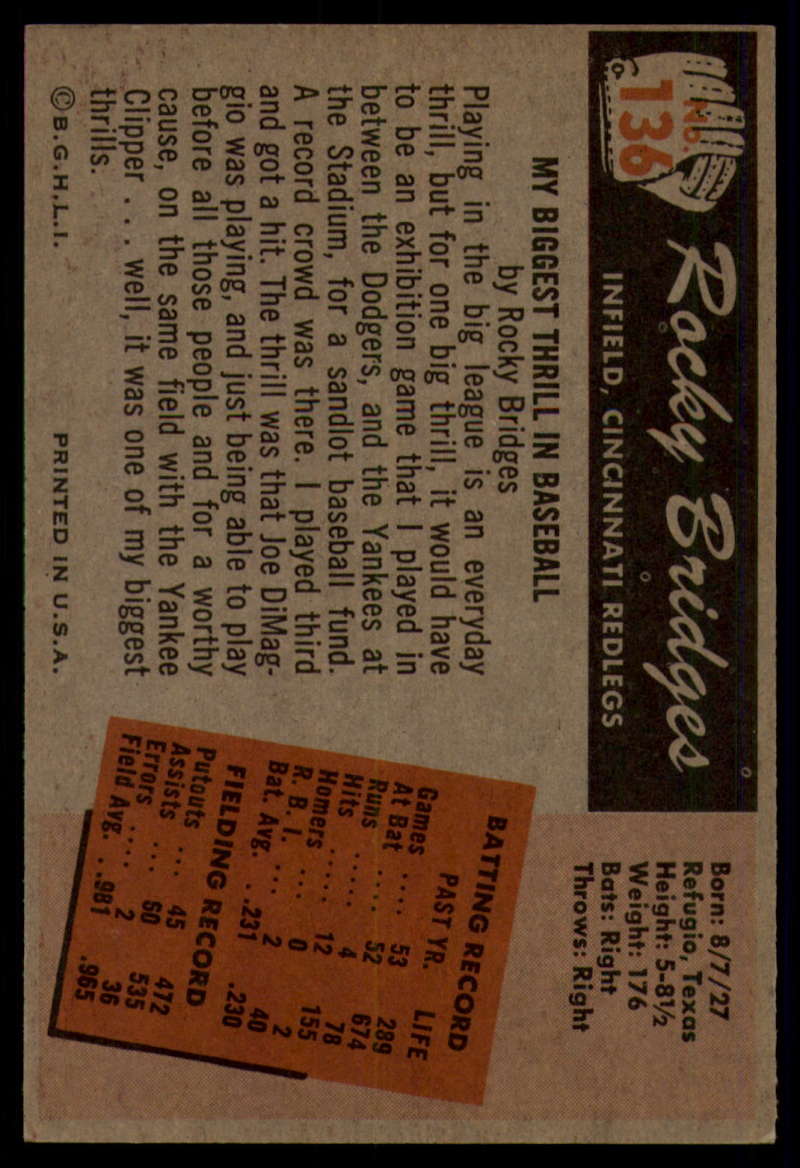 No.
136
Rocky Bridges
INFIELD, CINCINNATI REDLEGS
Born: 8/7/27
Refugio, Texas
Height: 5-8½
Weight: 176
Bats: Right
Throws: Right
MY BIGGEST THRILL IN BASEBALL
by Rocky Bridges
Playing in the big league is an everyday
thrill, but for one big thrill, it would have
to be an exhibition game that I played in
between the Dodgers, and the Yankees at
the Stadium, for a sandlot baseball fund.
A record crowd was there. I played third
and got a hit. The thrill was that Joe DiMag-
gio was playing, and just being able to play
before all those people and for a worthy
cause, on the same field with the Yankee
Clipper . . . well, it was one of my biggest
thrills.
©B.G.H.L.I. PRINTED IN U.S.A.
BATTING RECORD
PAST YR. LIFE
Games .... 53 289
At Bat .... 52 674
Runs ..... 4 78
Hits ..... 12 155
Homers .... 0 2
R. B. I. ... 2 40
Bat. Avg. . .231 .230
FIELDING RECORD
Putouts ... 45 472
Assists ... 60 535
Errors .... 2 36
Field Avg. . .981 .965